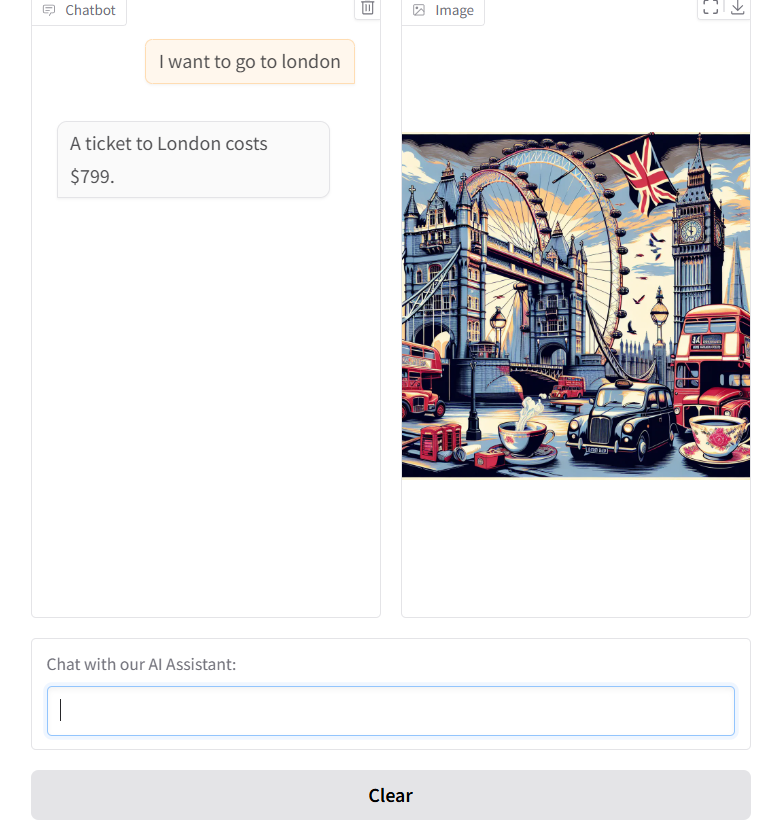 Chatbot
I want to go to london
A ticket to London costs
$799.
Image
Chat with our AI Assistant:
Clear